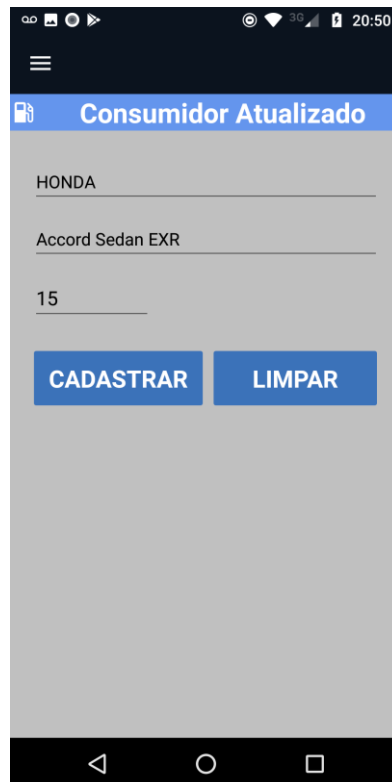 3G 20:50
Consumidor Atualizado
HONDA
Accord Sedan EXR
15
CADASTRAR LIMPAR